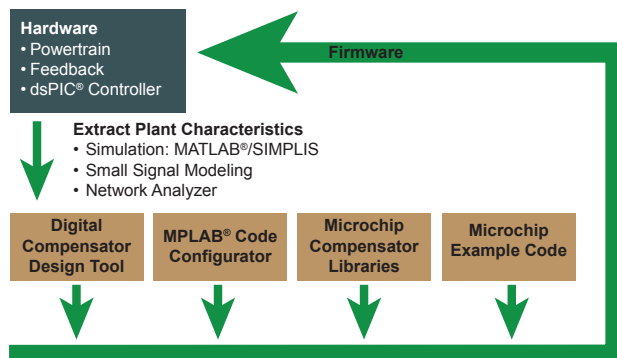 Hardware
• Powertrain
• Feedback
• dsPIC® Controller
Firmware
Extract Plant Characteristics
• Simulation: MATLAB®/SIMPLIS
• Small Signal Modeling
• Network Analyzer
Digital
Compensator
Design Tool
MPLAB® Code
Configurator
Microchip
Compensator
Libraries
Microchip
Example Code